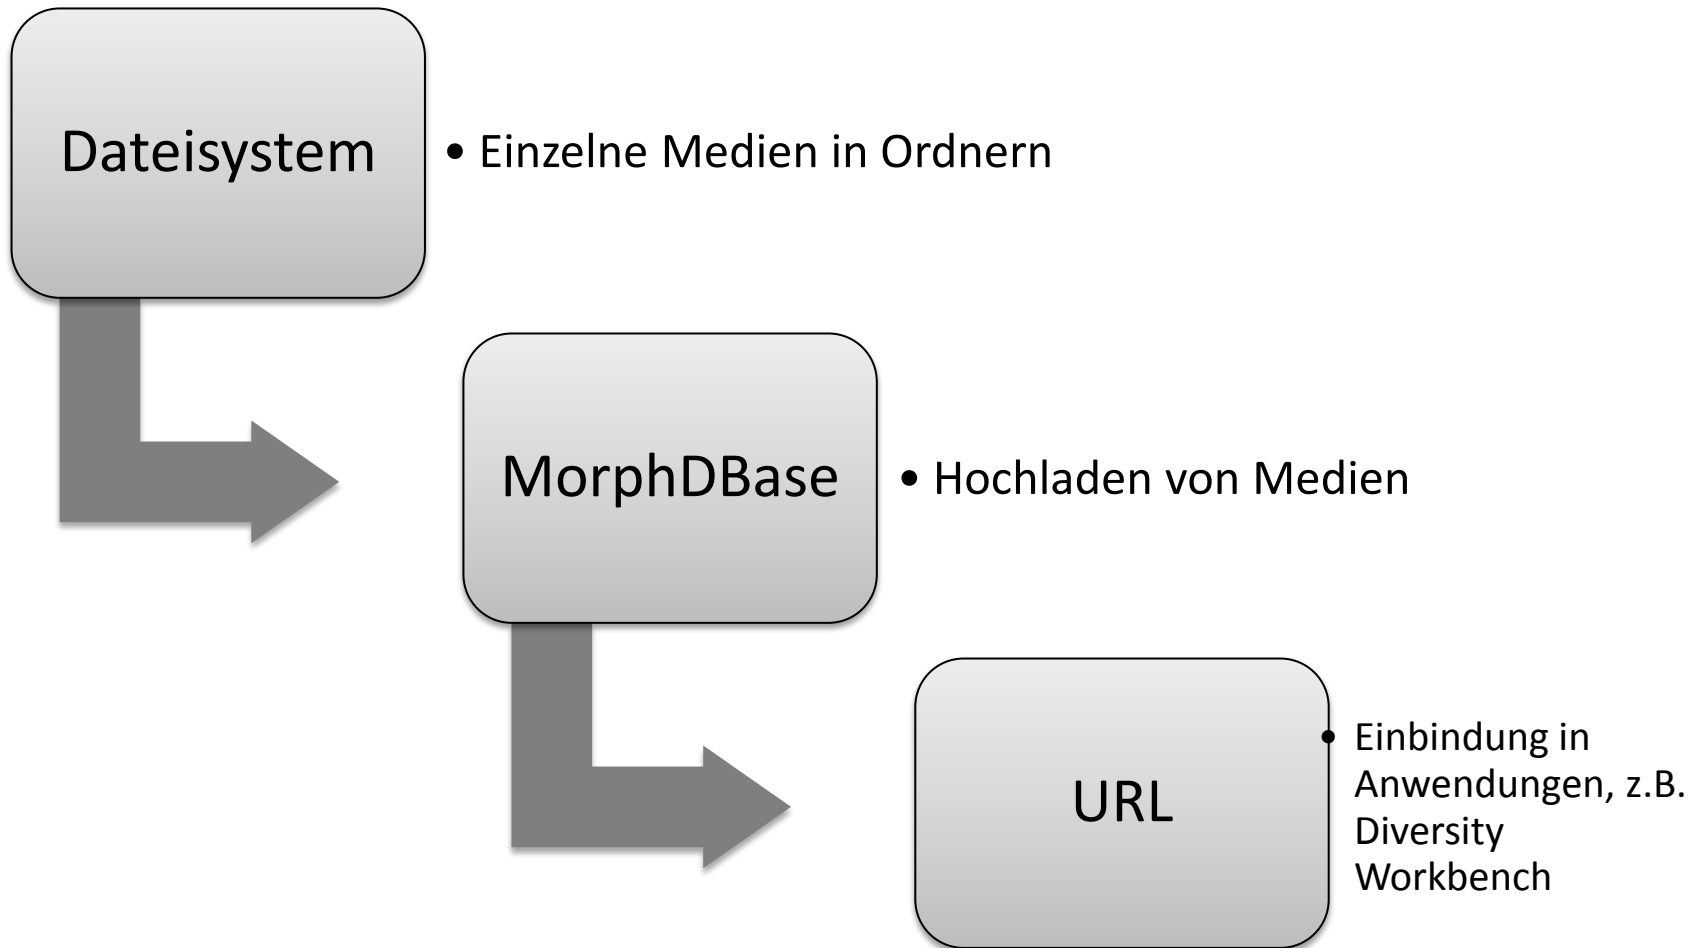 Dateisystem
• Einzelne Medien in Ordnern
MorphDBase
• Hochladen von Medien
URL
• Einbindung in
Anwendungen, z.B.
Diversity
Workbench